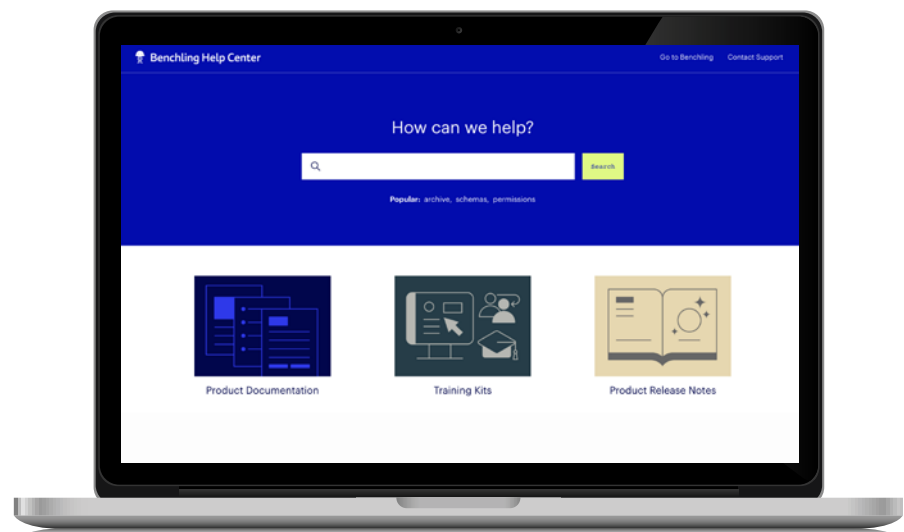 Benchling Help Center
Go to Benchling Contact Support
How can we help?
Search
Popular: archive, schemas, permissions
Product Documentation
Training Kits
Product Release Notes